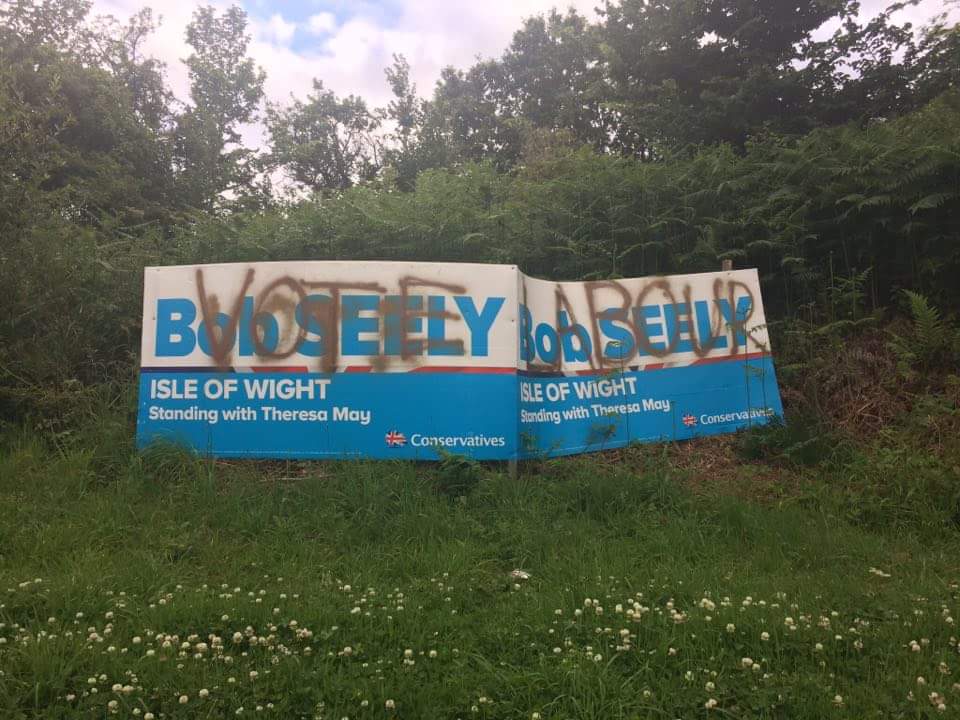 VOTE LABOUR
Bob SEELY
ISLE OF WIGHT
Standing with Theresa May
Conservatives
Bob SEELY
ISLE OF WIGHT
Standing with Theresa May
Conservatives